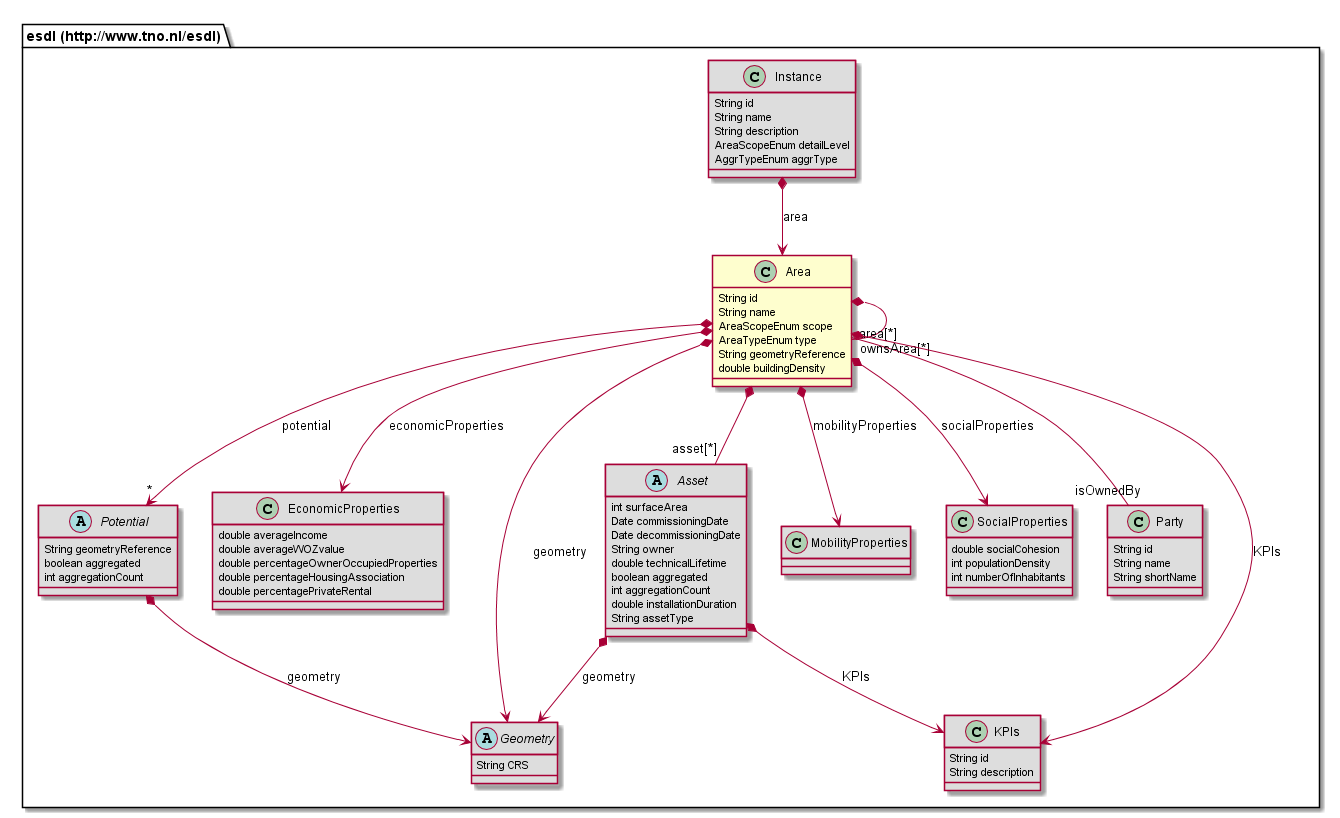 esdl (http://www.tno.nl/esdl)
C Instance
String id
String name
String description
AreaScopeEnum detailLevel
AggrTypeEnum aggrType
area
C Area
String id
String name
AreaScopeEnum scope
AreaTypeEnum type
String geometryReference
double buildingDensity
area[*]
ownsArea[*]
potential
economicProperties
mobilityProperties
socialProperties
asset[*]
*
isOwnedBy
geometry
KPIs
A Potential
String geometryReference
boolean aggregated
int aggregationCount
C EconomicProperties
double averageIncome
double averageWOZvalue
double percentageOwnerOccupiedProperties
double percentageHousingAssociation
double percentagePrivateRental
A Asset
int surfaceArea
Date commissioningDate
Date decommissioningDate
String owner
double technicalLifetime
boolean aggregated
int aggregationCount
double installationDuration
String assetType
C MobilityProperties
C SocialProperties
double socialCohesion
int populationDensity
int numberOfInhabitants
C Party
String id
String name
String shortName
geometry
geometry
KPIs
A Geometry
String CRS
C KPIs
String id
String description